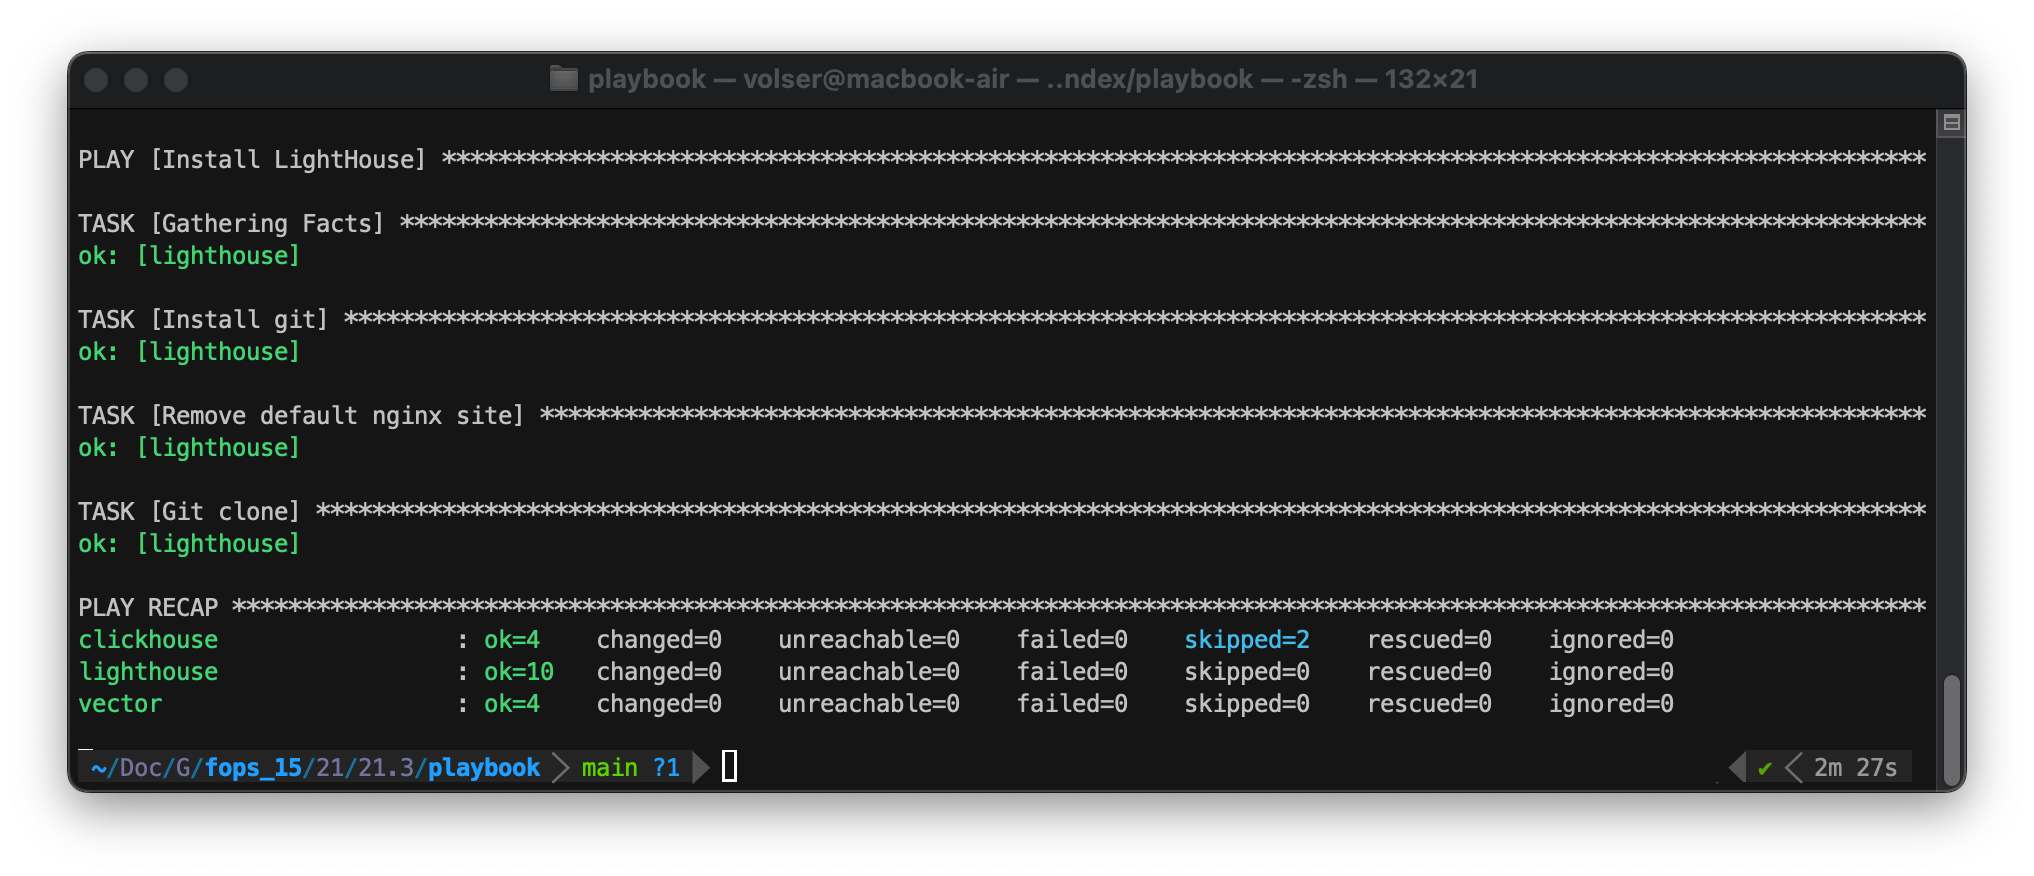 playbook — volser@macbook-air — ..ndex/playbook — -zsh — 132×21
PLAY [Install LightHouse] **********************************************************************************************************
TASK [Gathering Facts] *************************************************************************************************************
ok: [lighthouse]
TASK [Install git] *****************************************************************************************************************
ok: [lighthouse]
TASK [Remove default nginx site] ***************************************************************************************************
ok: [lighthouse]
TASK [Git clone] *******************************************************************************************************************
ok: [lighthouse]
PLAY RECAP *************************************************************************************************************************
clickhouse                 : ok=4    changed=0    unreachable=0    failed=0    skipped=2    rescued=0    ignored=0
lighthouse                 : ok=10   changed=0    unreachable=0    failed=0    skipped=0    rescued=0    ignored=0
vector                     : ok=4    changed=0    unreachable=0    failed=0    skipped=0    rescued=0    ignored=0
~/Doc/G/fops_15/21/21.3/playbook main ?1 ✔ 2m 27s